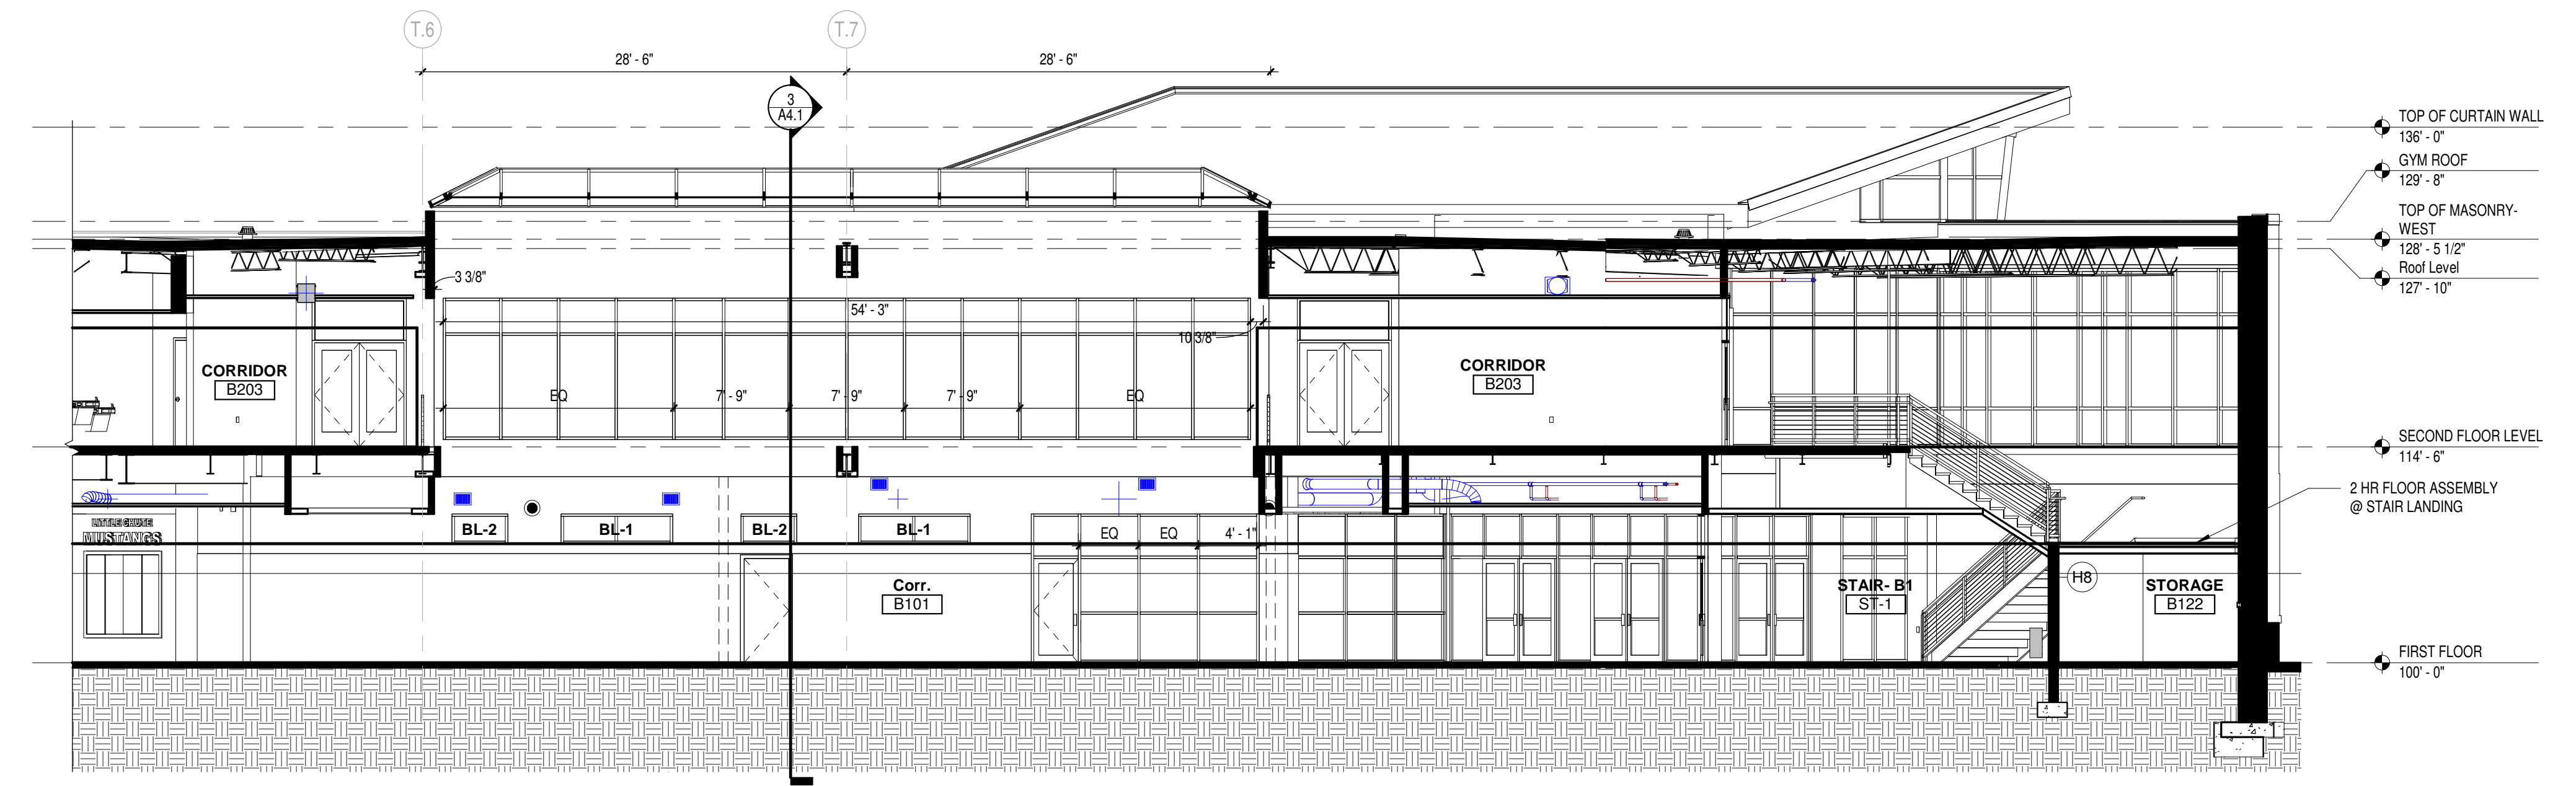 T.6
T.7
28' - 6"
28' - 6"
3
A4.1
TOP OF CURTAIN WALL
136' - 0"
GYM ROOF
129' - 8"
TOP OF MASONRY-
WEST
128' - 5 1/2"
Roof Level
127' - 10"
3 3/8"
54' - 3"
10 3/8"
CORRIDOR
B203
CORRIDOR
B203
EQ
7' - 9"
7' - 9"
7' - 9"
EQ
SECOND FLOOR LEVEL
114' - 6"
2 HR FLOOR ASSEMBLY
@ STAIR LANDING
LITTLE CHUTE
MUSTANGS
BL-2
BL-1
BL-2
BL-1
EQ
EQ
4' - 1"
Corr.
B101
STAIR- B1
ST-1
H8
STORAGE
B122
FIRST FLOOR
100' - 0"